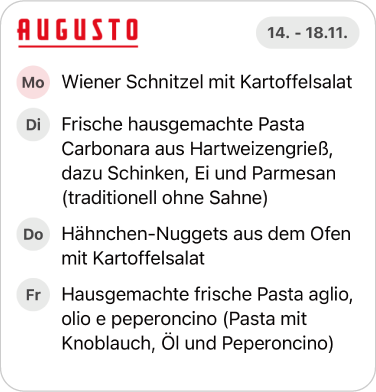 AUGUSTO
14. - 18.11.
Mo
Wiener Schnitzel mit Kartoffelsalat
Di
Frische hausgemachte Pasta
Carbonara aus Hartweizengrieß,
dazu Schinken, Ei und Parmesan
(traditionell ohne Sahne)
Do
Hähnchen-Nuggets aus dem Ofen
mit Kartoffelsalat
Fr
Hausgemachte frische Pasta aglio,
olio e peperoncino (Pasta mit
Knoblauch, Öl und Peperoncino)